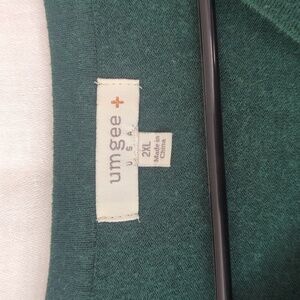 umgee +
U S A
2XL
Made in
China